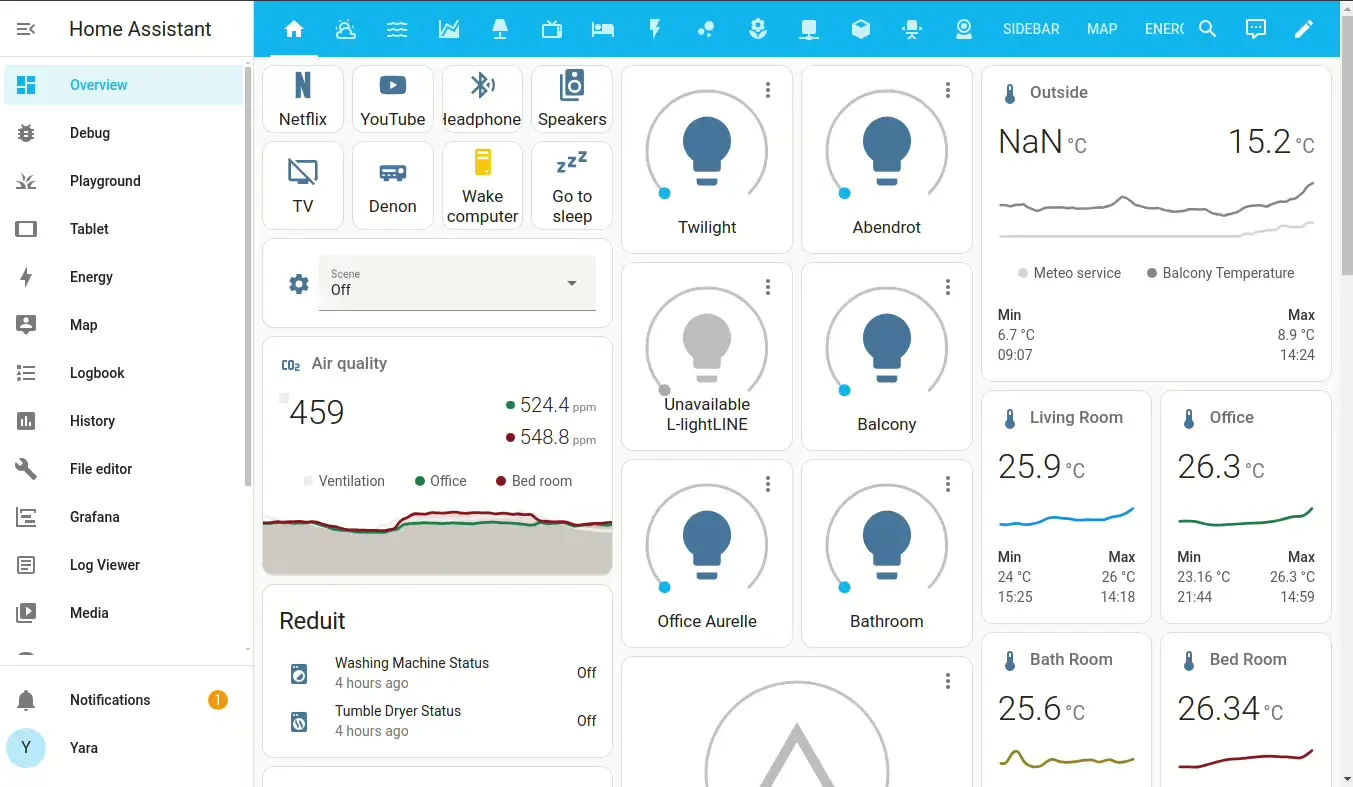 Home Assistant
SIDEBAR
MAP
ENERG
Overview
Debug
Playground
Tablet
Energy
Map
Logbook
History
File editor
Grafana
Log Viewer
Media
Notifications
1
Y
Yara
Netflix
YouTube
Headphone
Speakers
TV
Denon
Wake
computer
zzz
Go to
sleep
Scene
Off
CO2
Air quality
459
524.4 ppm
548.8 ppm
Ventilation
Office
Bed room
Reduit
Washing Machine Status
4 hours ago
Off
Tumble Dryer Status
4 hours ago
Off
Twilight
Abendrot
Unavailable
L-lightLINE
Balcony
Office Aurelle
Bathroom
Outside
NaN °C
15.2 °C
Meteo service
Balcony Temperature
Min
Max
6.7 °C
8.9 °C
09:07
14:24
Living Room
25.9 °C
Min
Max
24 °C
26 °C
15:25
14:18
Office
26.3 °C
Min
Max
23.16 °C
26.3 °C
21:44
14:59
Bath Room
25.6 °C
Bed Room
26.34 °C